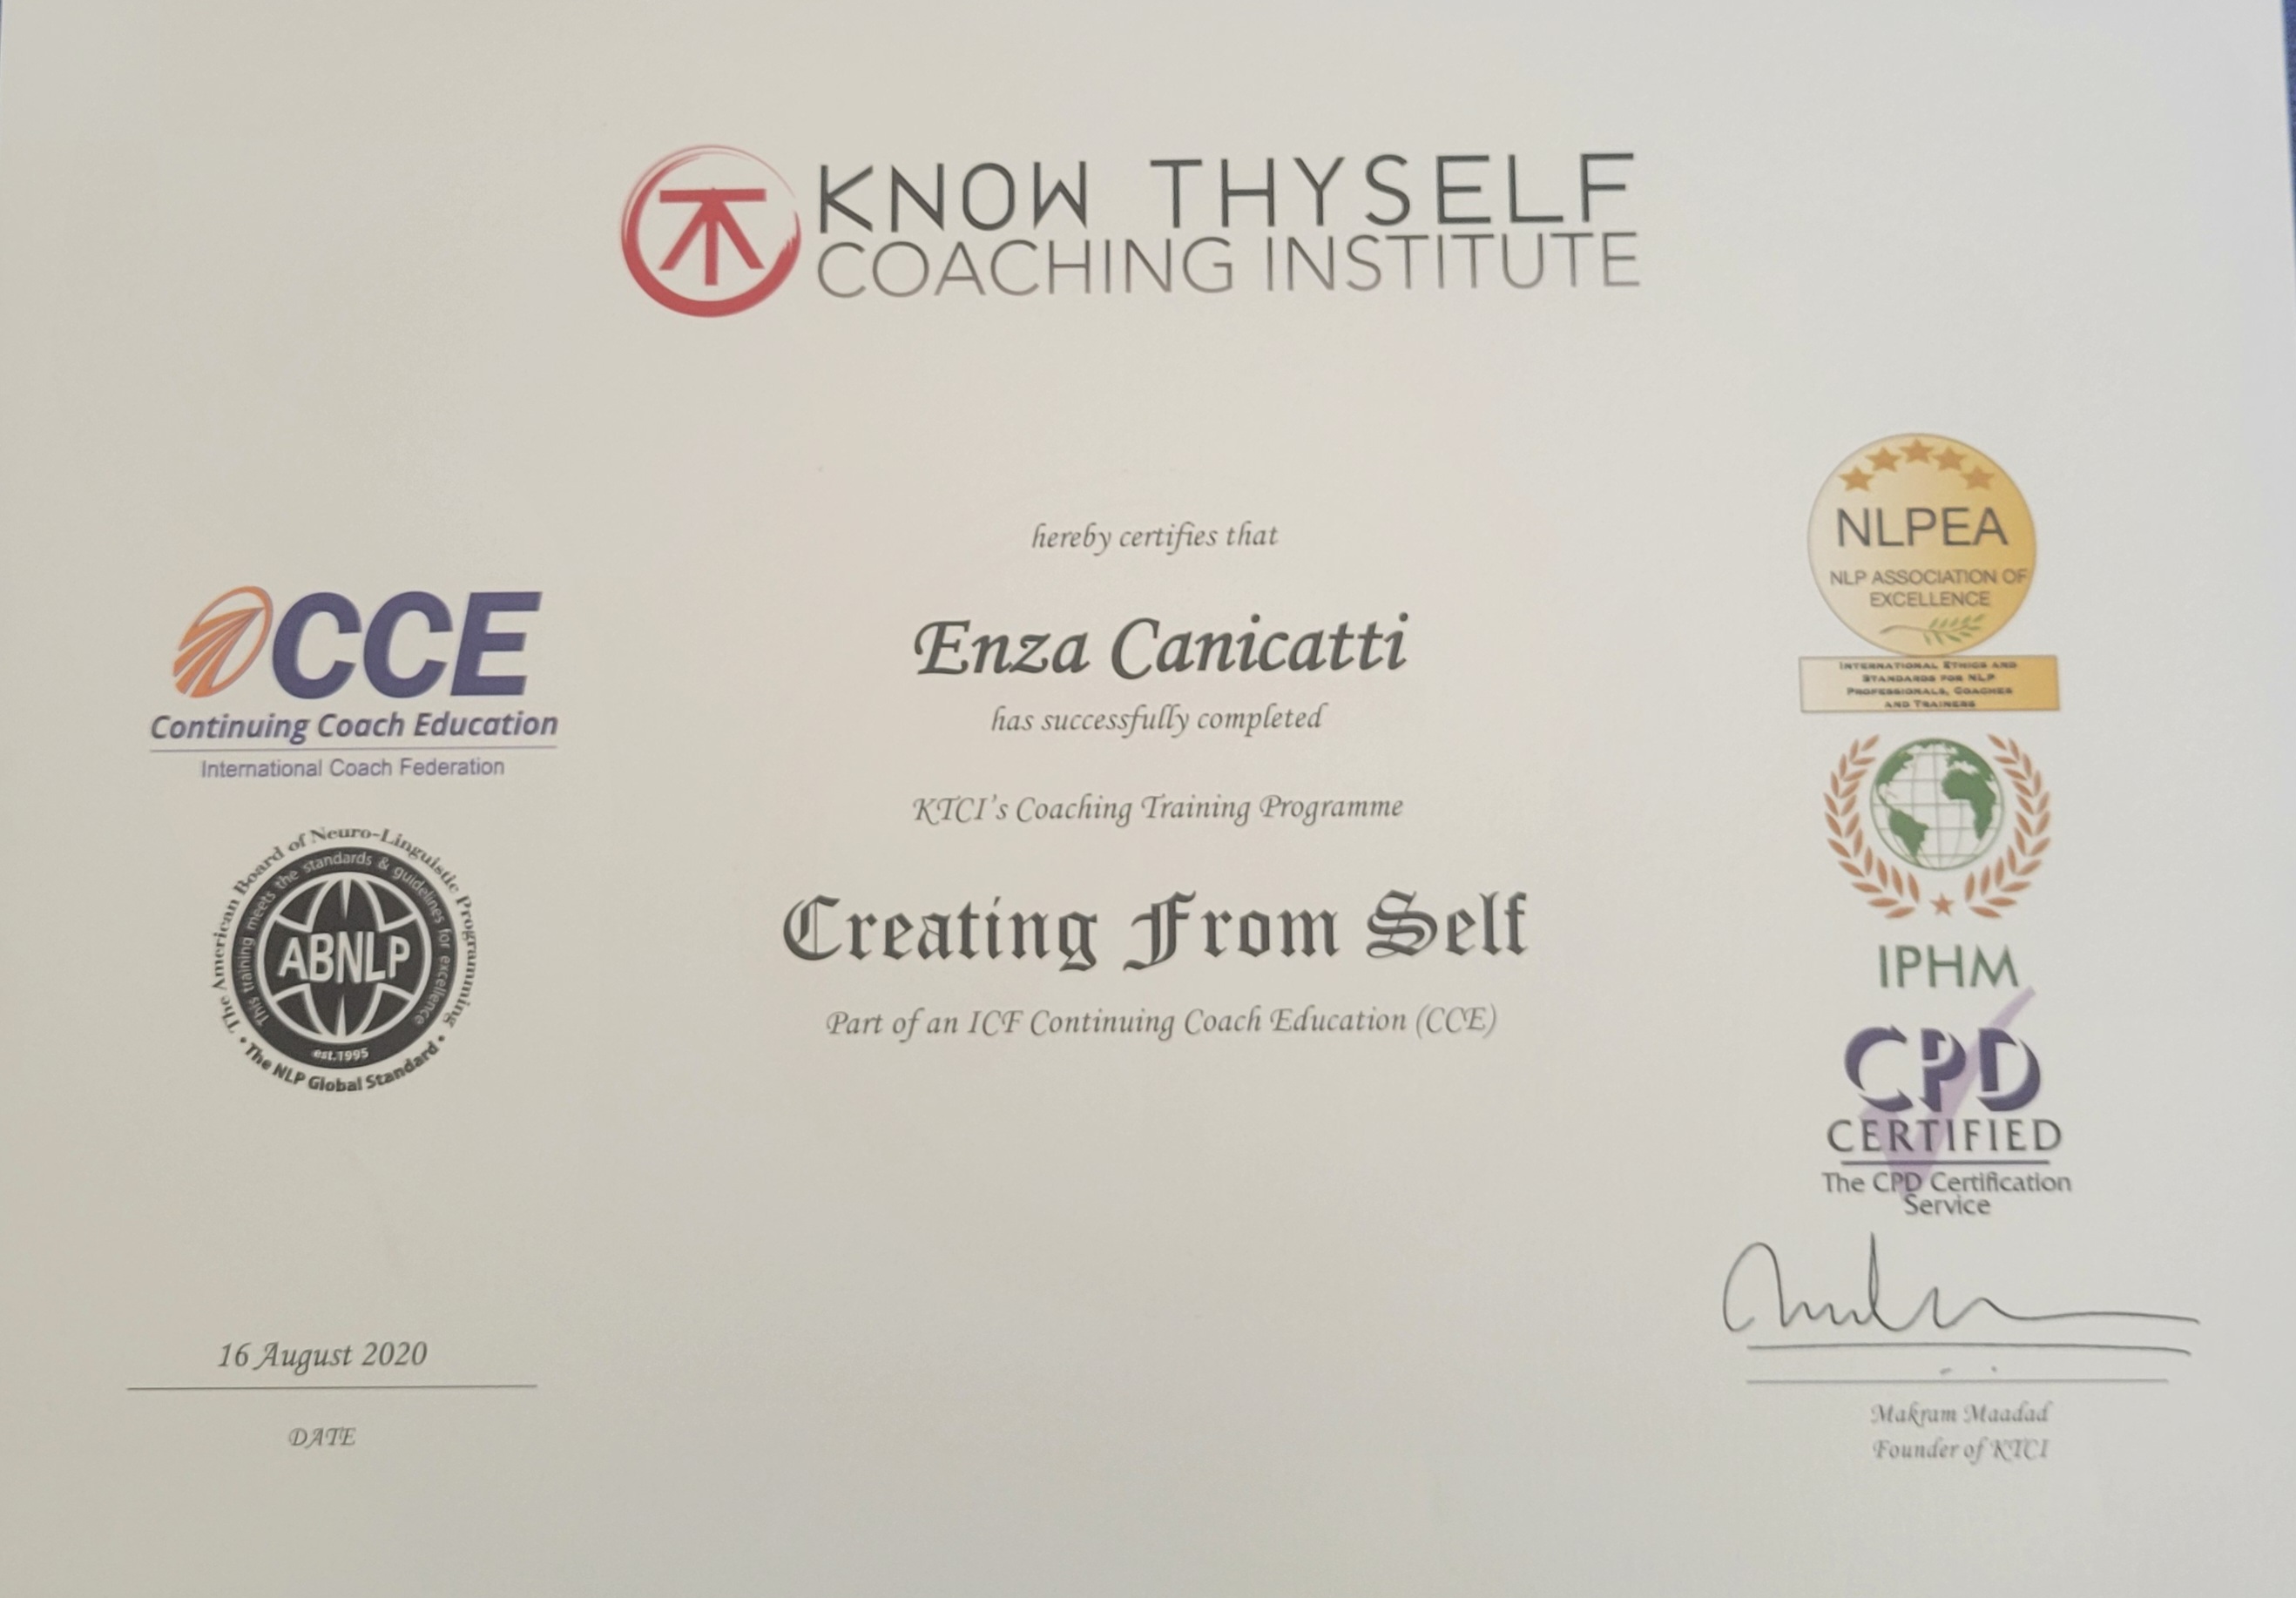 KNOW THYSELF
COACHING INSTITUTE
hereby certifies that
Enza Canicatti
has successfully completed
KTCI's Coaching Training Programme
Creating From Self
Part of an ICF Continuing Coach Education (CCE)
CCE
Continuing Coach Education
International Coach Federation
The American Board of Neuro-Linguistic Programming
This training meets the standards & guidelines for excellence
ABNLP
est.1995
• The NLP Global Standard •
NLPEA
NLP ASSOCIATION OF
EXCELLENCE
INTERNATIONAL ETHICS AND
STANDARDS FOR NLP
PROFESSIONALS, COACHES
AND TRAINERS
IPHM
CPD
CERTIFIED
The CPD Certification
Service
16 August 2020
DATE
Makram Maadad
Founder of KTCI